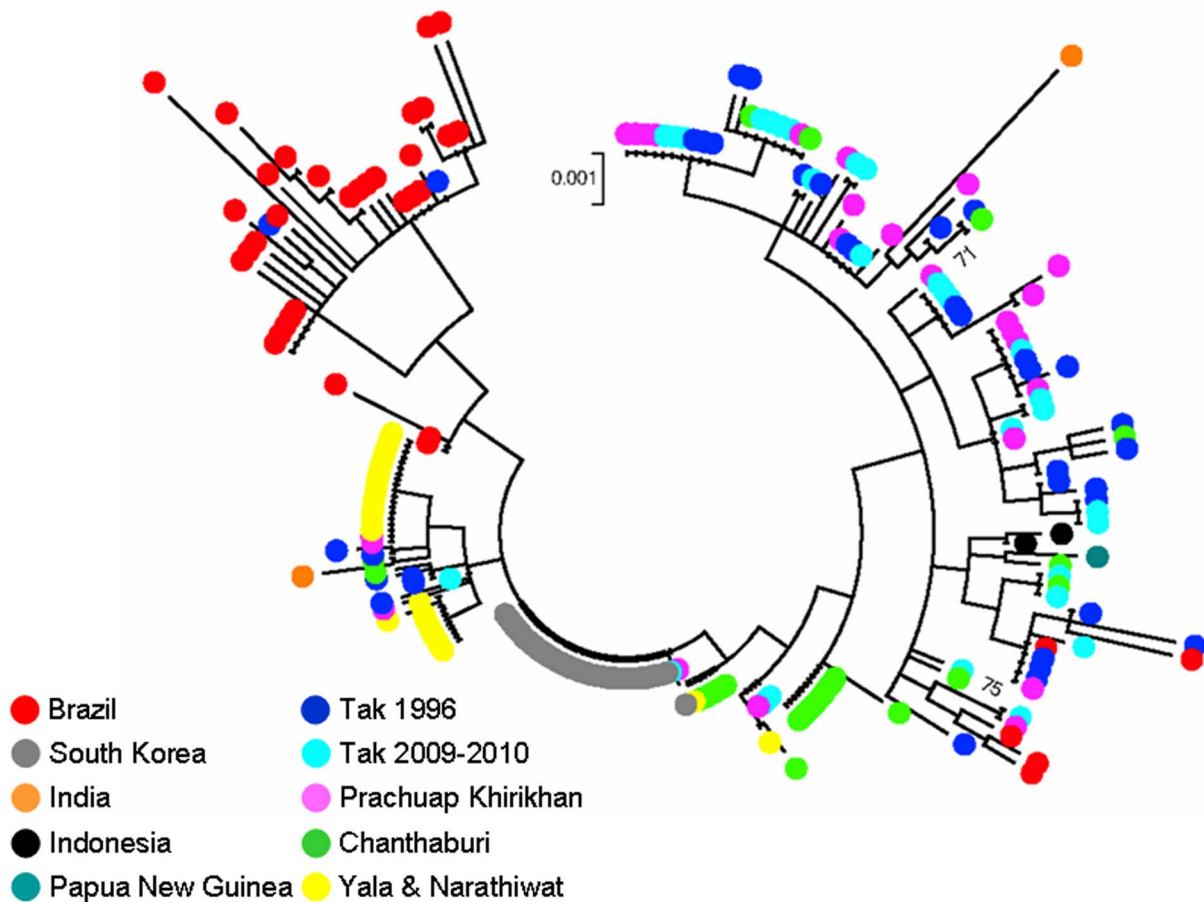 0.001
71
75
Brazil
South Korea
India
Indonesia
Papua New Guinea
Tak 1996
Tak 2009-2010
Prachuap Khirikhan
Chanthaburi
Yala & Narathiwat